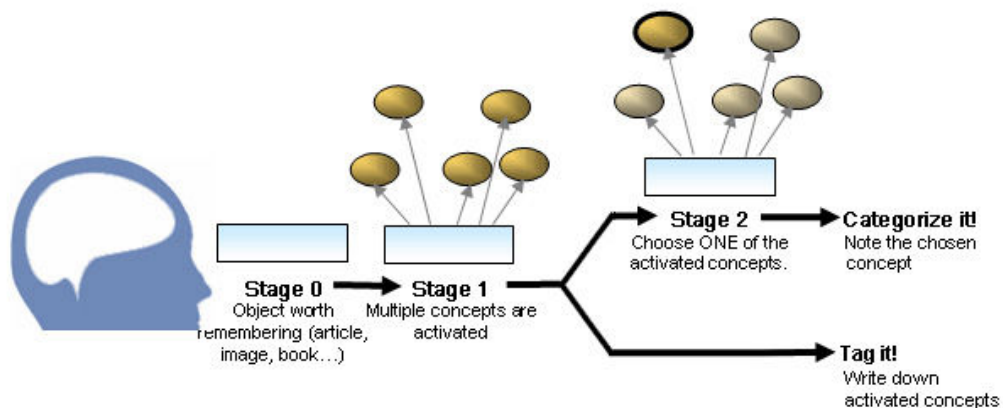 Stage 0
Object worth
remembering (article,
image, book…)
Stage 1
Multiple concepts are
activated
Stage 2
Choose ONE of the
activated concepts.
Categorize it!
Note the chosen
concept
Tag it!
Write down
activated concepts